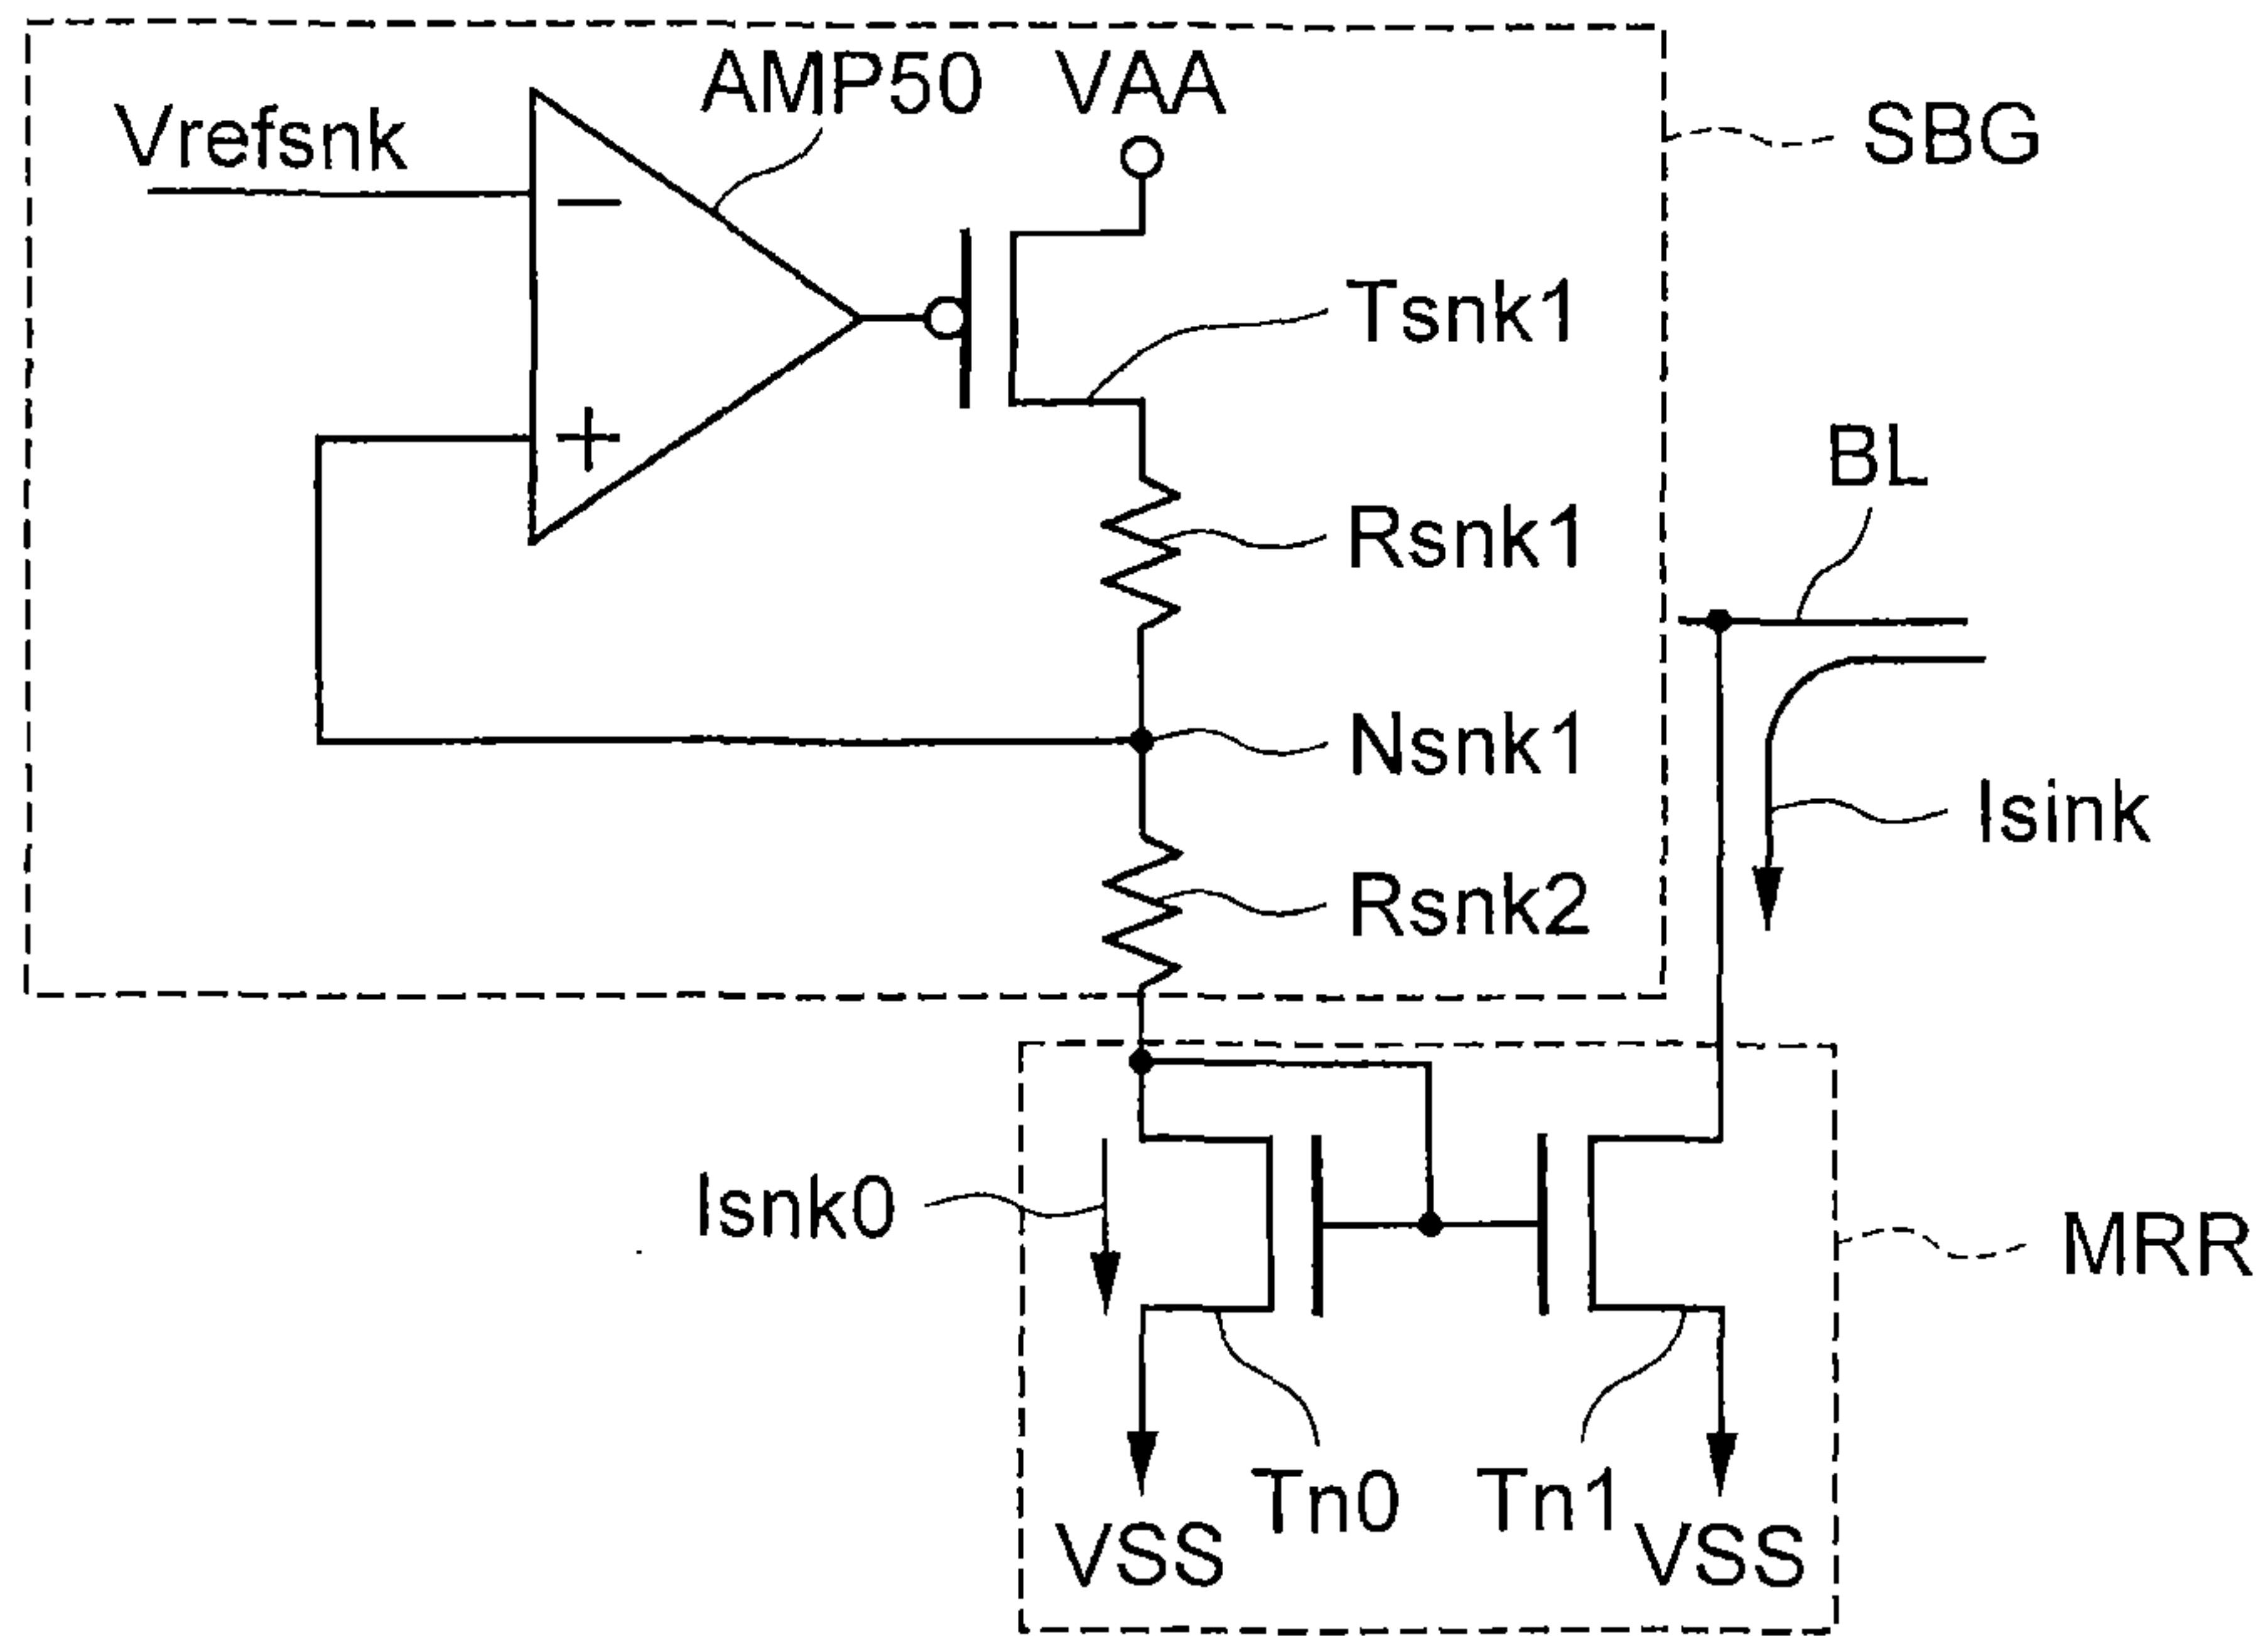 AMP50
VAA
Vrefsnk
SBG
−
Tsnk1
+
BL
Rsnk1
Nsnk1
Isink
Rsnk2
Isnk0
MRR
Tn0
Tn1
VSS
VSS